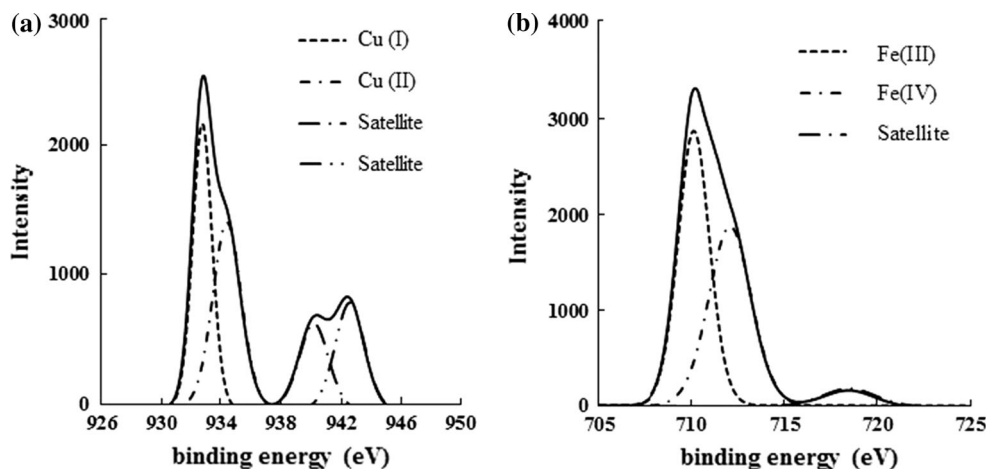 (a)
3000
2000
1000
0
Intensity
926
930
934
938
942
946
950
binding energy (eV)
Cu (I)
Cu (II)
Satellite
Satellite
(b)
4000
3000
2000
1000
0
Intensity
705
710
715
720
725
binding energy (eV)
Fe(III)
Fe(IV)
Satellite